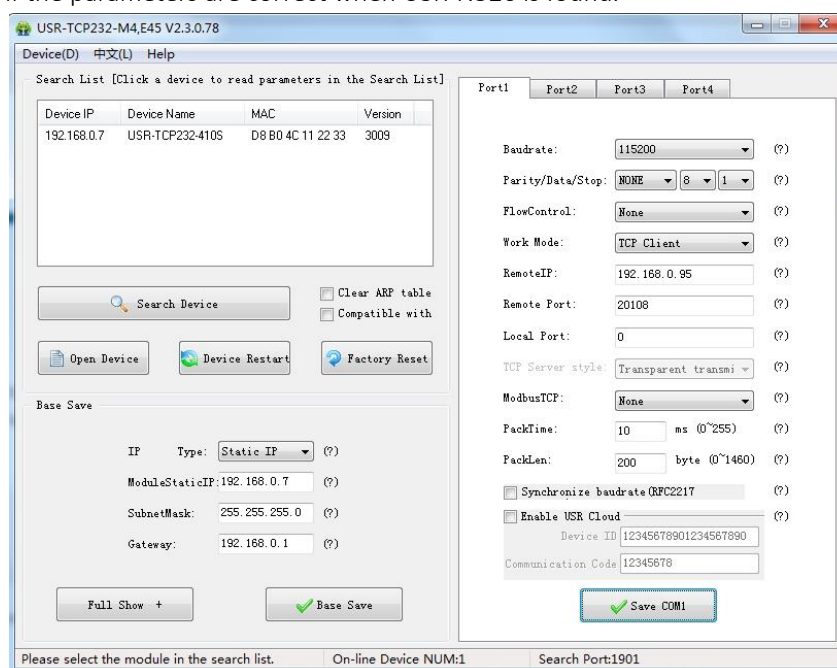 if the parameters are correct when USR-N520 is found.
USR-TCP232-M4,E45 V2.3.0.78
Device(D) 中文(L) Help
Search List [Click a device to read parameters in the Search List]
Device IP Device Name MAC Version
192.168.0.7 USR-TCP232-410S D8 B0 4C 11 22 33 3009
Search Device
Clear ARP table
Compatible with
Open Device
Device Restart
Factory Reset
Base Save
IP Type: Static IP (?)
ModuleStaticIP: 192.168.0.7 (?)
SubnetMask: 255.255.255.0 (?)
Gateway: 192.168.0.1 (?)
Full Show +
Base Save
Port1 Port2 Port3 Port4
Baudrate: 115200 (?)
Parity/Data/Stop: NONE 8 1 (?)
FlowControl: None (?)
Work Mode: TCP Client (?)
RemoteIP: 192.168.0.95 (?)
Remote Port: 20108 (?)
Local Port: 0 (?)
TCP Server style: Transparent transmi (?)
ModbusTCP: None (?)
PackTime: 10 ms (0~255) (?)
PackLen: 200 byte (0~1460) (?)
Synchronize baudrate(RFC2217 (?)
Enable USR Cloud (?)
Device ID 12345678901234567890
Communication Code 12345678
Save COM1
Please select the module in the search list. On-line Device NUM:1 Search Port:1901